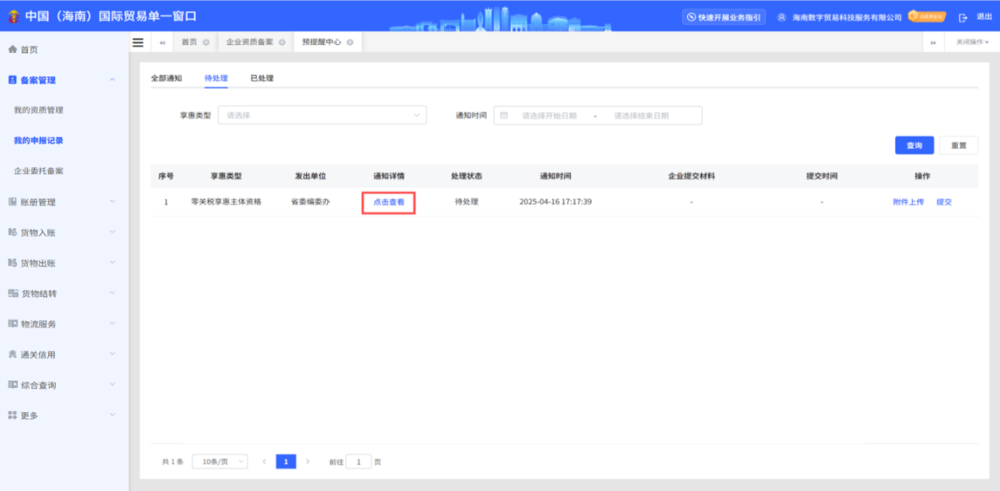 中国（海南）国际贸易单一窗口
快速开展业务指引
海南数字贸易科技服务有限公司
退出
首页
企业资质备案
预提醒中心
关闭操作
首页
备案管理
我的资质管理
我的申报记录
企业委托备案
账册管理
货物入账
货物出账
货物结转
物流服务
通关信用
综合查询
更多
全部通知 待处理 已处理
享惠类型 请选择 通知时间 请选择开始日期 - 请选择结束日期
查询 重置
序号 享惠类型 发出单位 通知详情 处理状态 通知时间 企业提交材料 提交时间 操作
1 零关税享惠主体资格 省委编委办 点击查看 待处理 2025-04-16 17:17:39 - - 附件上传 提交
共 1 条 10条/页 1 前往 1 页